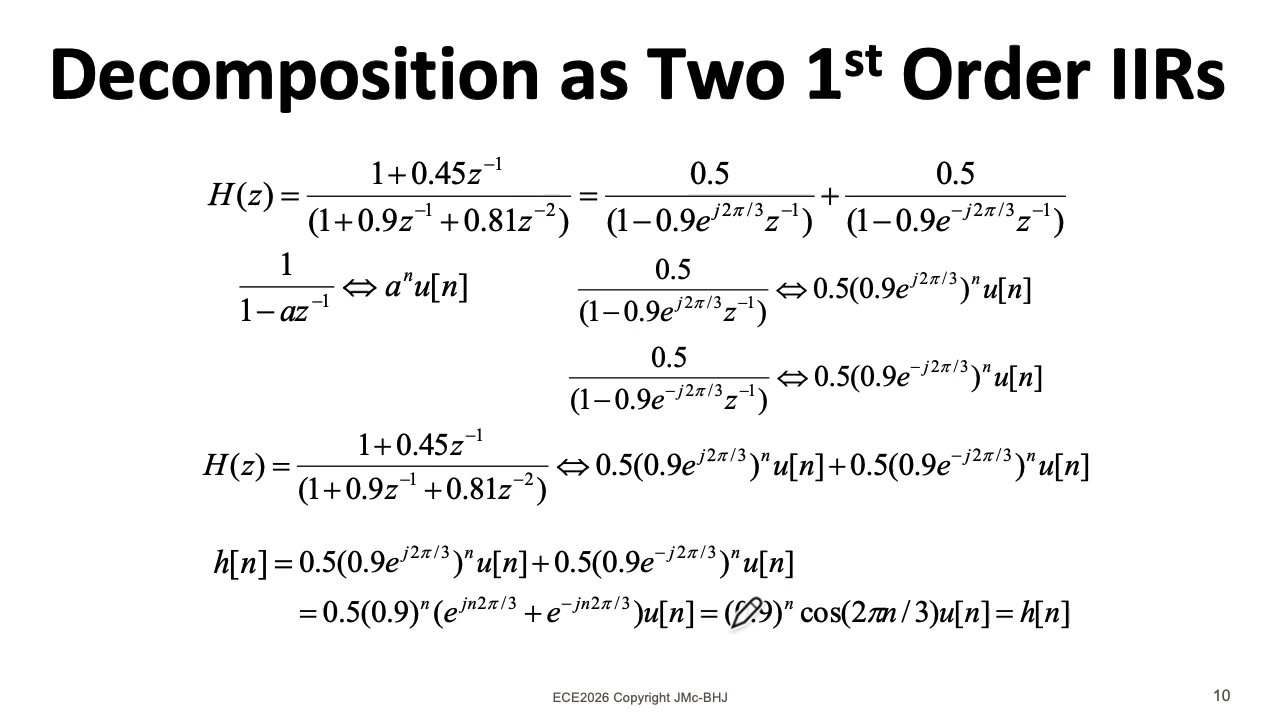 Decomposition as Two 1st Order IIRs
H(z) = (1+0.45z^{-1})/((1+0.9z^{-1}+0.81z^{-2})) = 0.5/((1−0.9e^{j2π/3}z^{-1})) + 0.5/((1−0.9e^{-j2π/3}z^{-1}))
1/(1−az^{-1}) ⇔ a^n u[n]   0.5/((1−0.9e^{j2π/3}z^{-1})) ⇔ 0.5(0.9e^{j2π/3})^n u[n]
0.5/((1−0.9e^{-j2π/3}z^{-1})) ⇔ 0.5(0.9e^{-j2π/3})^n u[n]
H(z) = (1+0.45z^{-1})/((1+0.9z^{-1}+0.81z^{-2})) ⇔ 0.5(0.9e^{j2π/3})^n u[n] + 0.5(0.9e^{-j2π/3})^n u[n]
h[n] = 0.5(0.9e^{j2π/3})^n u[n] + 0.5(0.9e^{-j2π/3})^n u[n]
= 0.5(0.9)^n (e^{jn2π/3} + e^{-jn2π/3})u[n] = (0.9)^n cos(2πn/3)u[n] = h[n]
ECE2026 Copyright JMc-BHJ
10